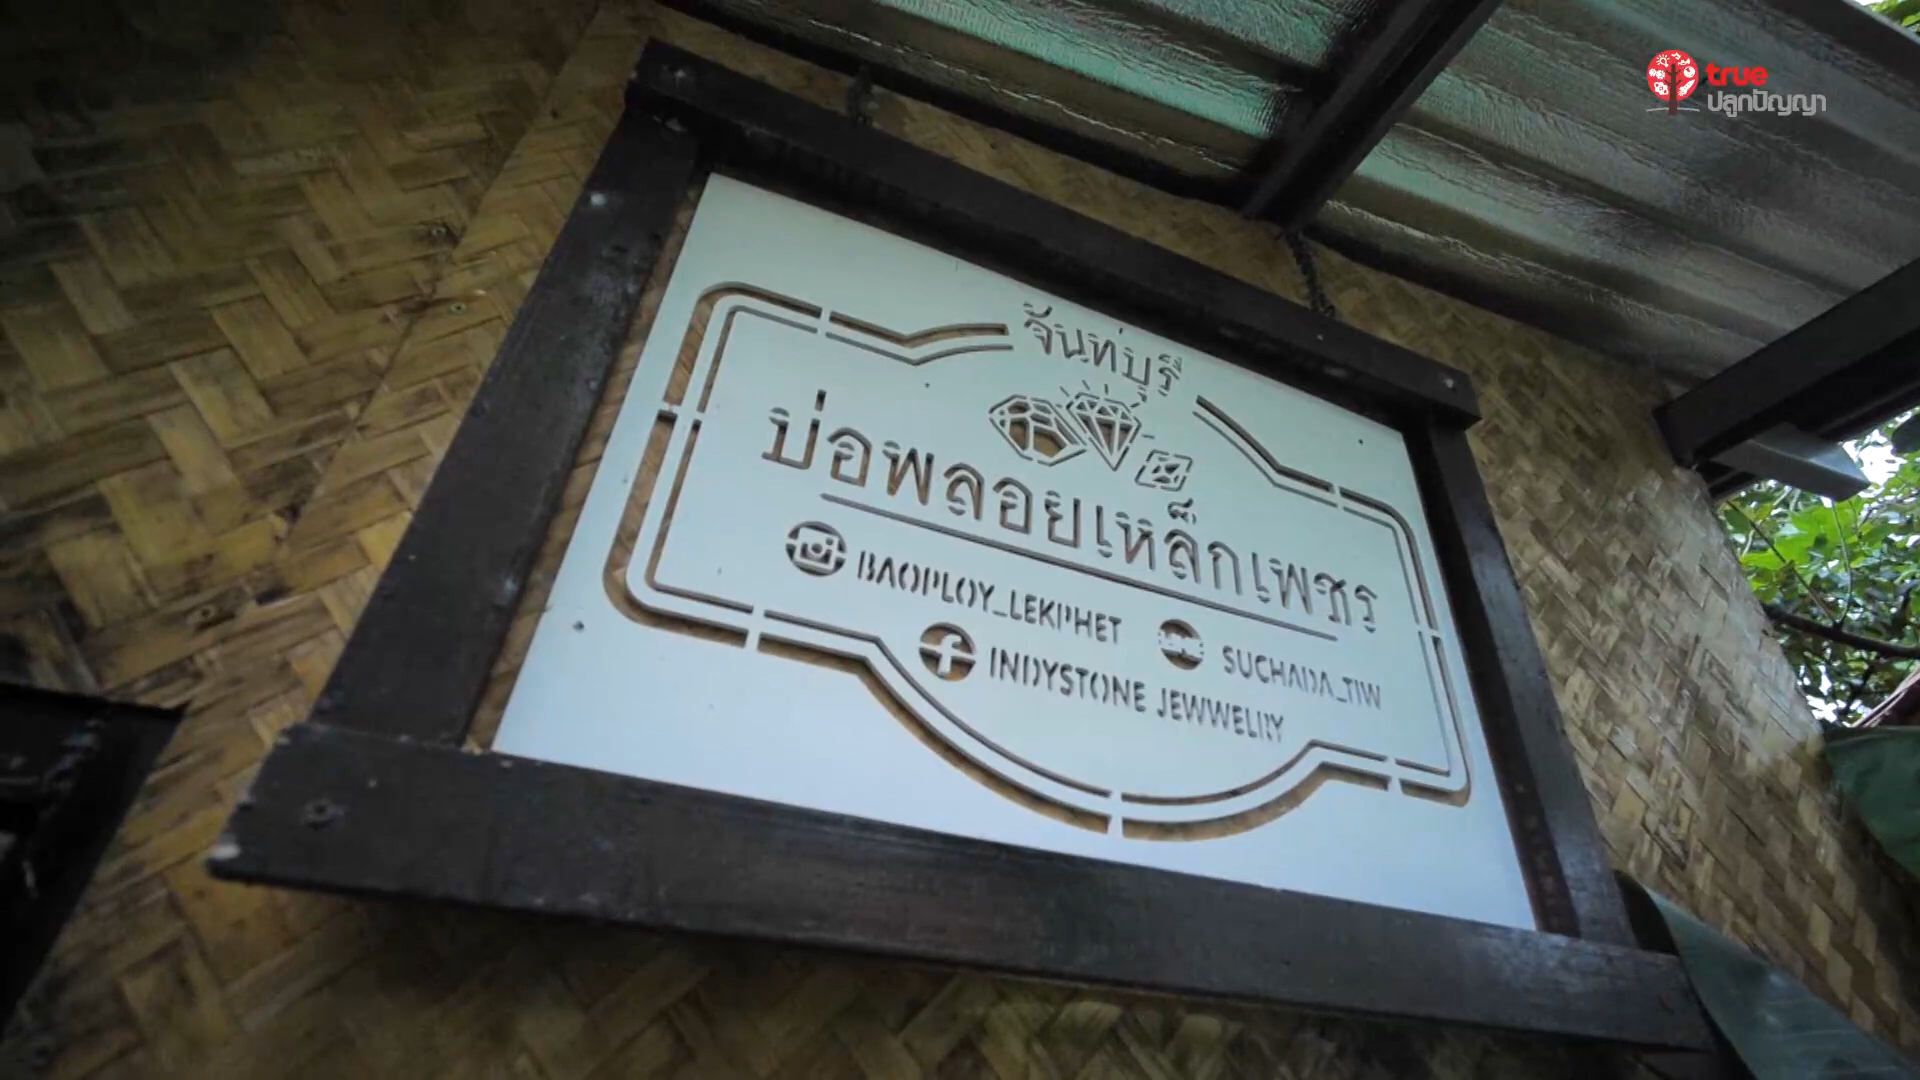 true
ปลูกปัญญา
จันทบุรี
บ่อพลอยเหล็กเพชร
BAOPLOY_LEKPHET
SUCHADA_TIW
INDYSTONE JEWWELRY